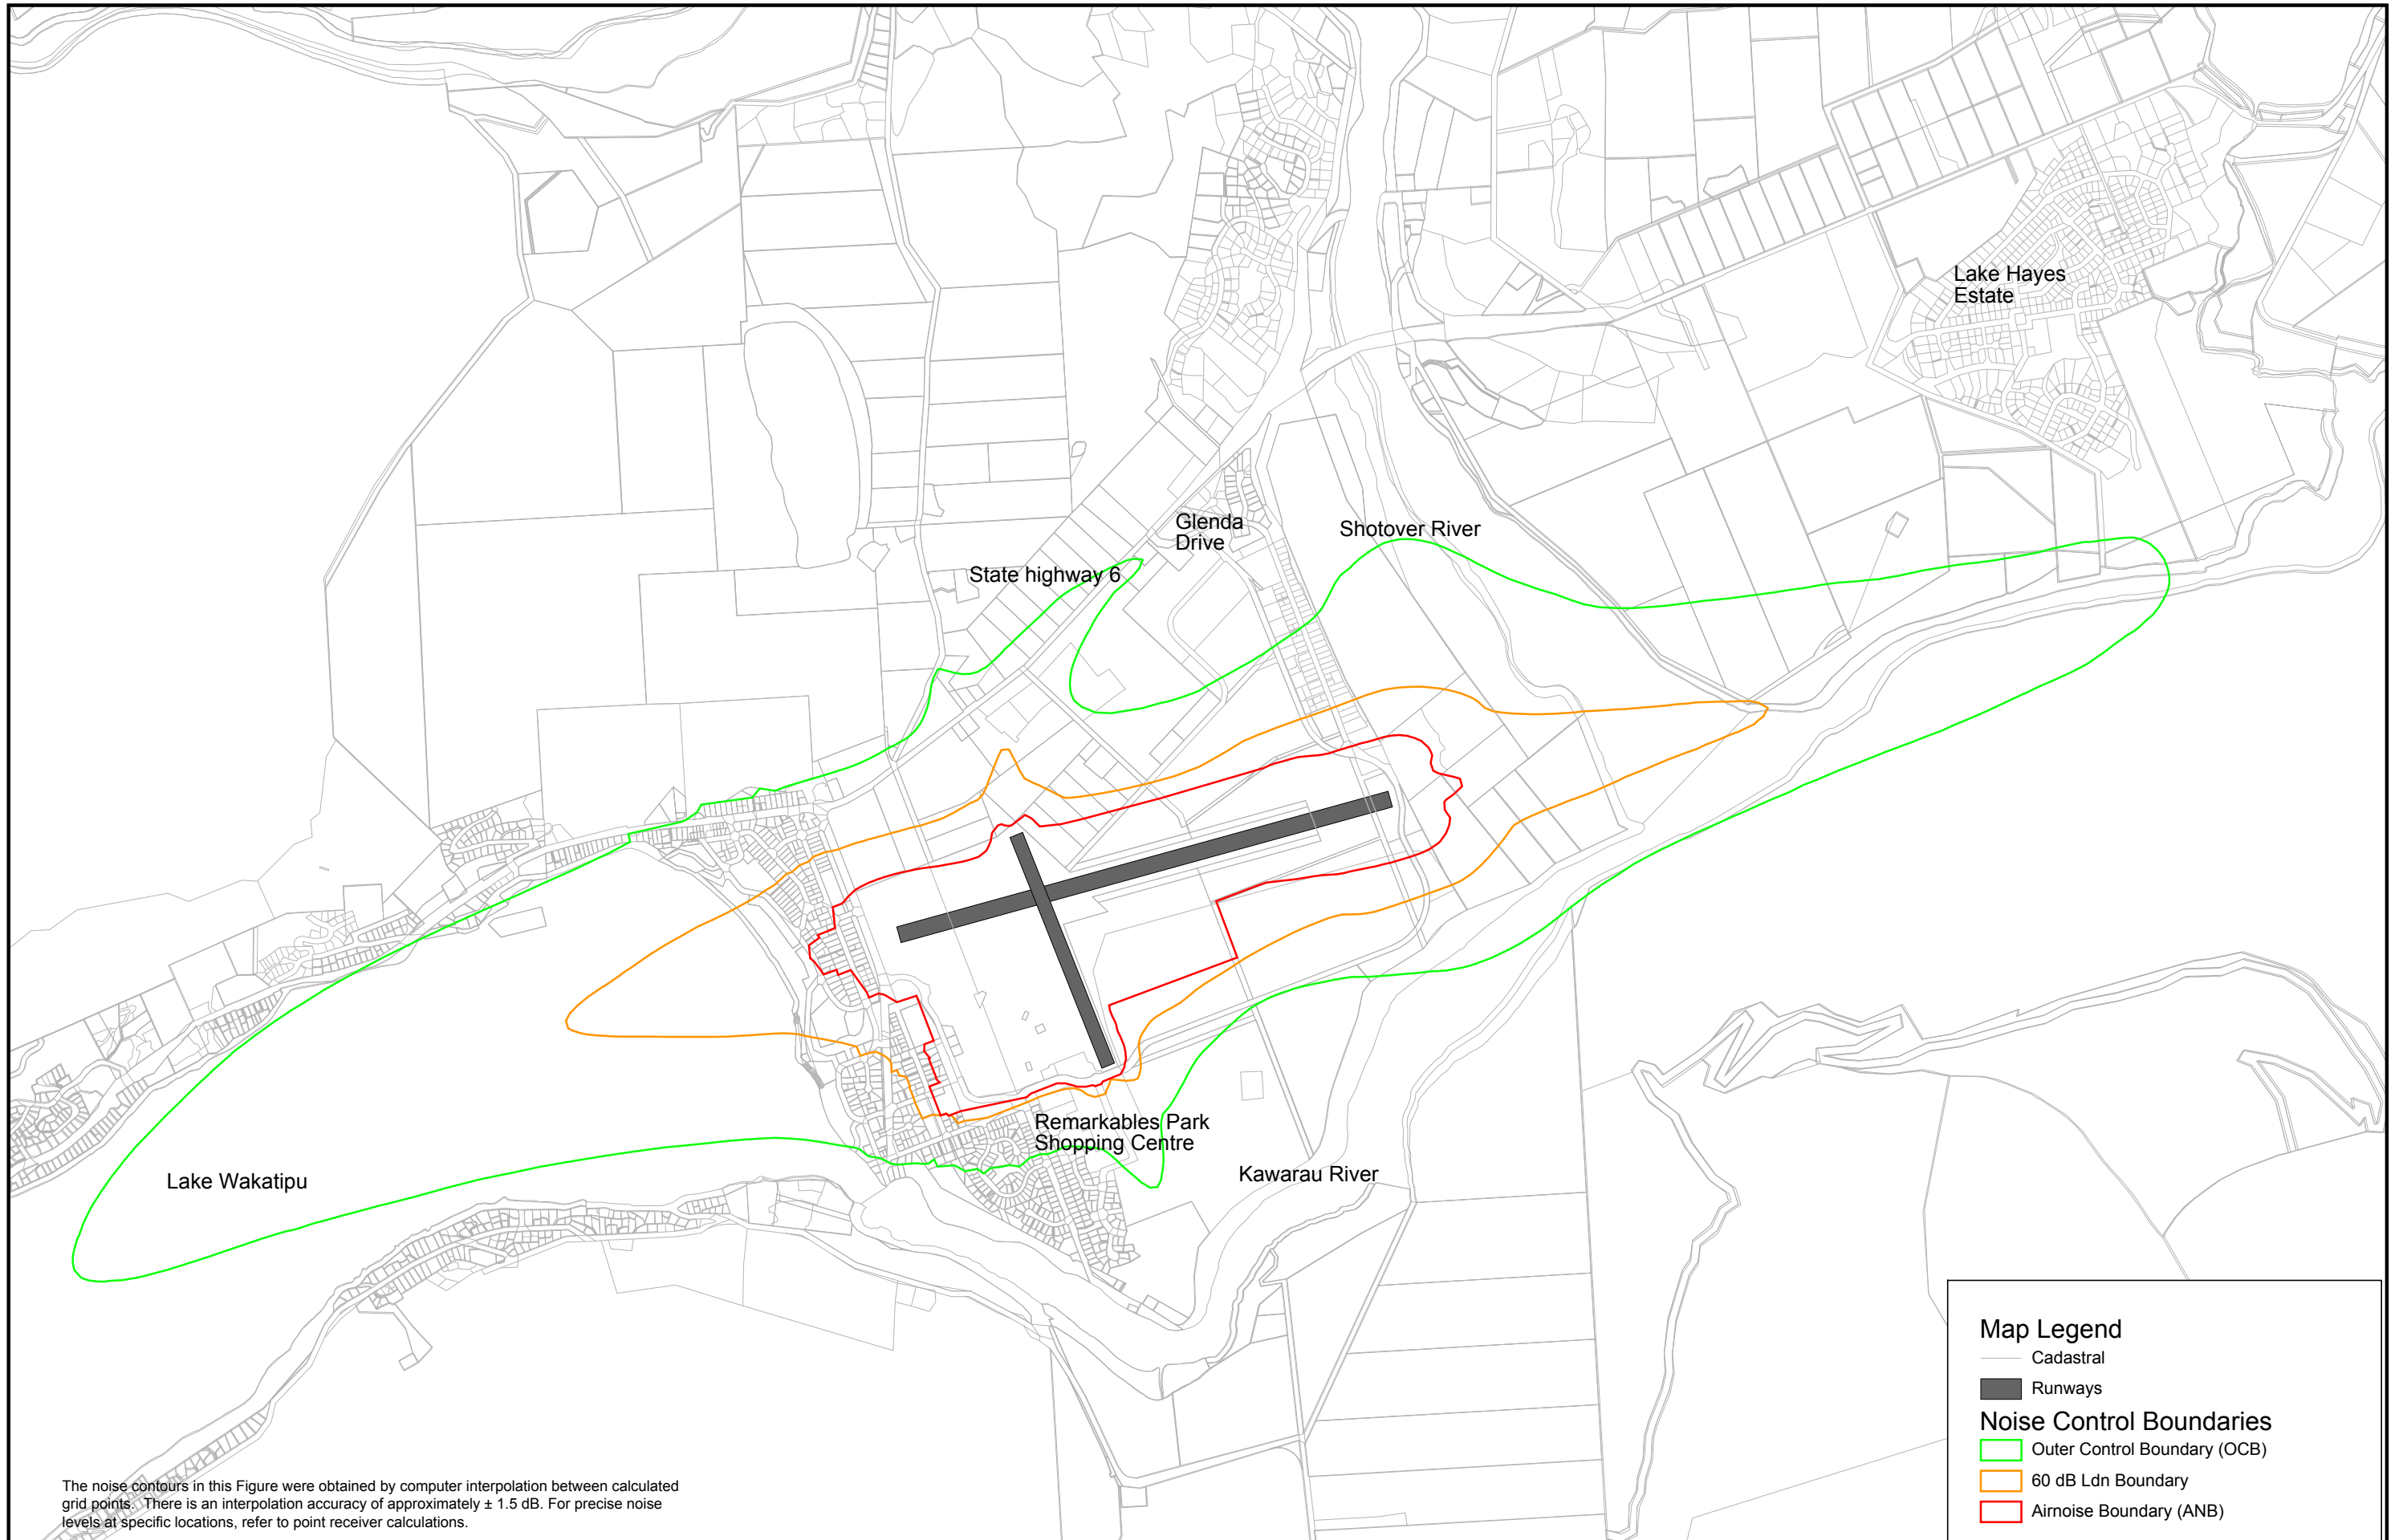 Lake Hayes
Estate
Glenda
Drive
Shotover River
State highway 6
Remarkables Park
Shopping Centre
Kawarau River
Lake Wakatipu
Map Legend
Cadastral
Runways
Noise Control Boundaries
Outer Control Boundary (OCB)
60 dB Ldn Boundary
Airnoise Boundary (ANB)
The noise contours in this Figure were obtained by computer interpolation between calculated
grid points. There is an interpolation accuracy of approximately ± 1.5 dB. For precise noise
levels at specific locations, refer to point receiver calculations.